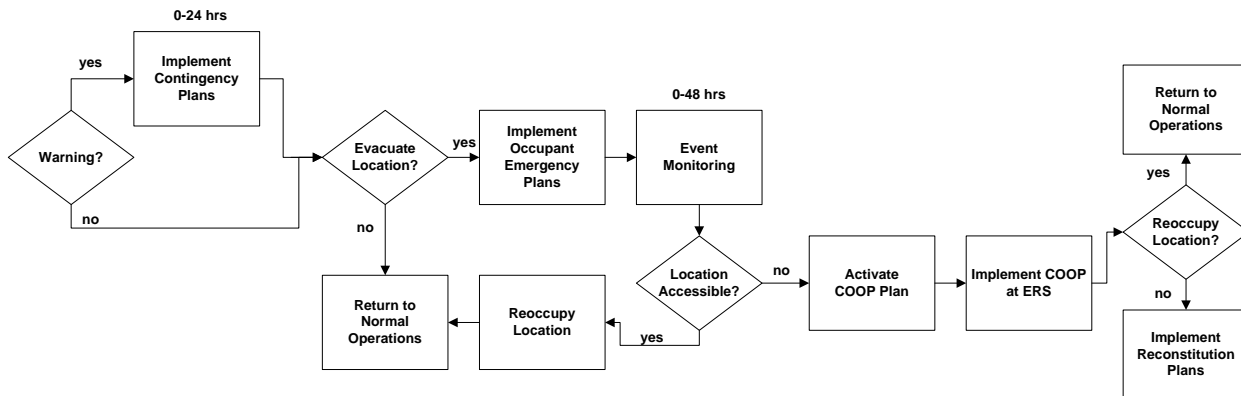 0-24 hrs
yes
Implement
Contingency
Plans
Warning?
no
Evacuate
Location?
yes
no
Implement
Occupant
Emergency
Plans
0-48 hrs
Event
Monitoring
Location
Accessible?
yes
no
Reoccupy
Location
Return to
Normal
Operations
Activate
COOP Plan
Implement COOP
at ERS
Reoccupy
Location?
yes
Return to
Normal
Operations
no
Implement
Reconstitution
Plans